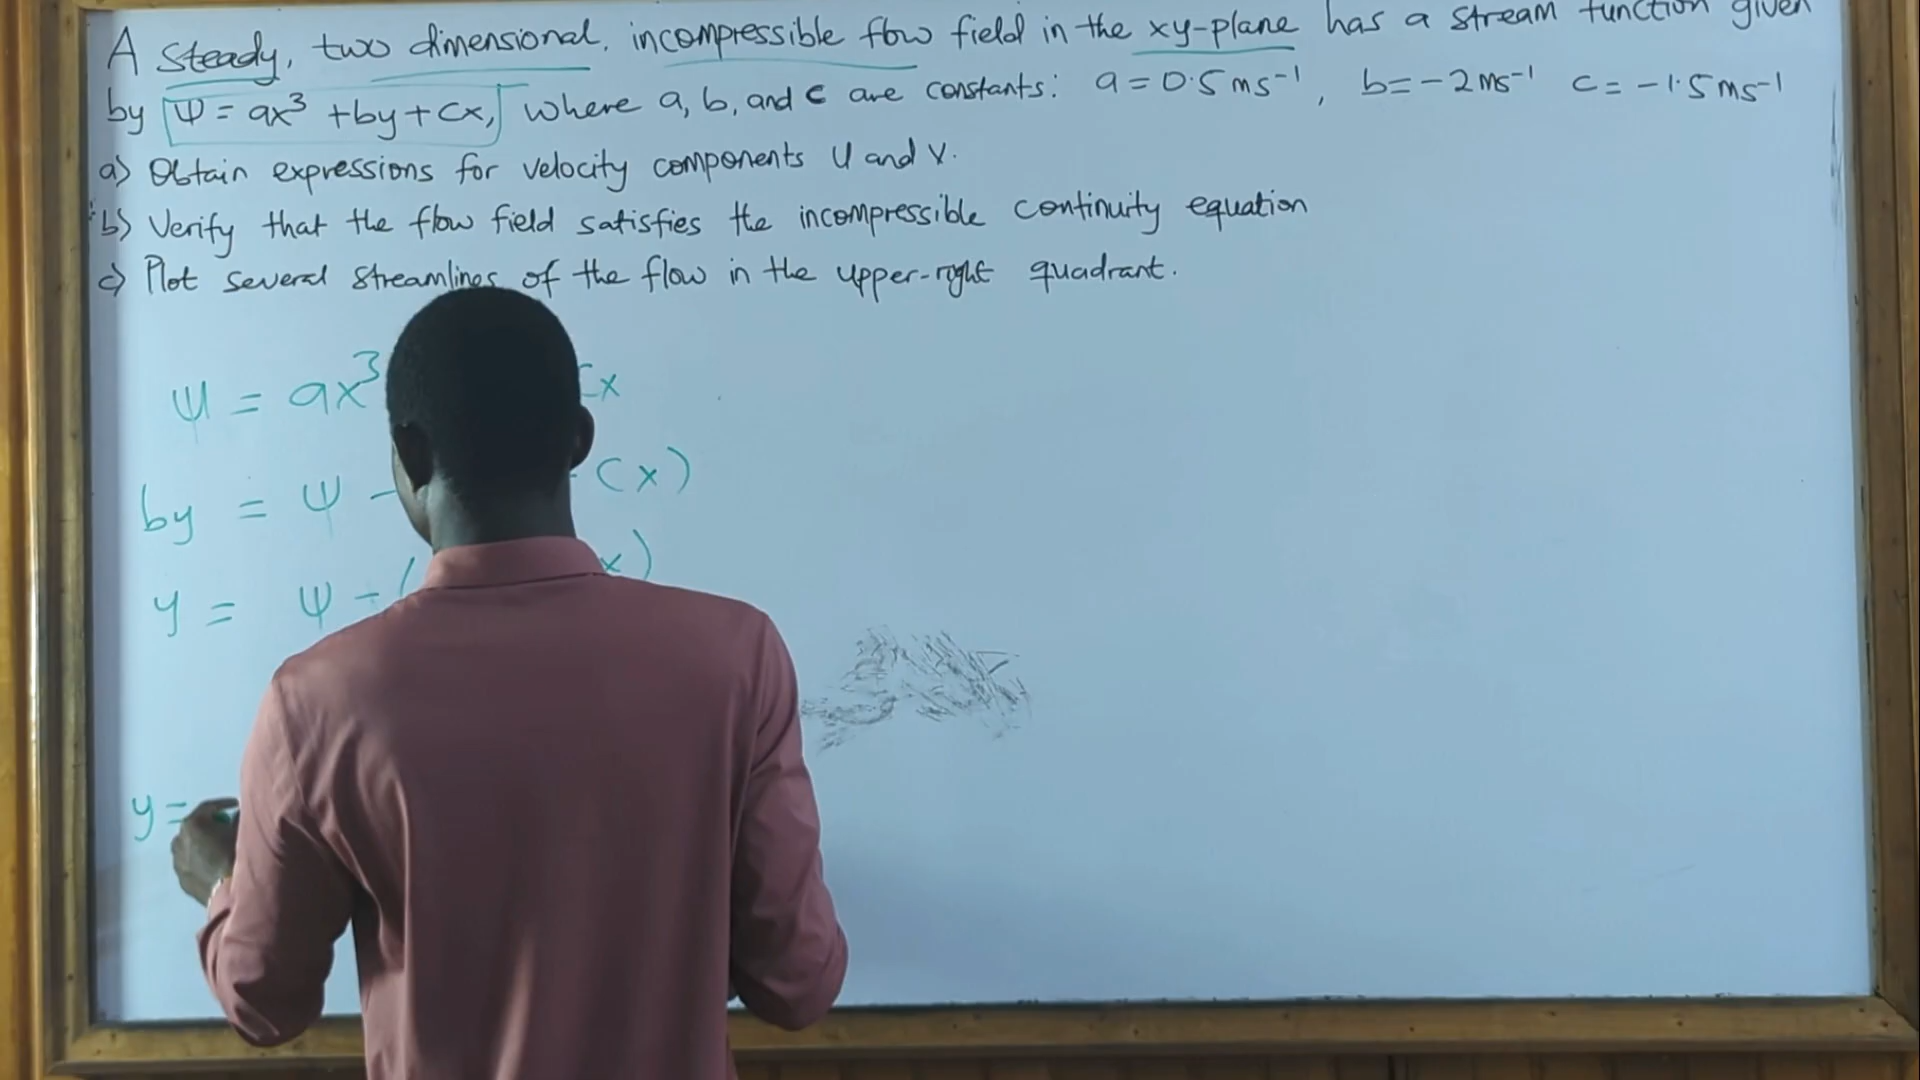 A steady, two dimensional, incompressible flow field in the xy-plane has a stream function given
by ψ = ax³ + by + cx, where a, b, and c are constants: a = 0.5 ms⁻¹, b = -2 ms⁻¹ c = -1.5 ms⁻¹
a) Obtain expressions for velocity components U and V.
b) Verify that the flow field satisfies the incompressible continuity equation
c) Plot several streamlines of the flow in the upper-right quadrant.
ψ = ax³ cx
by = ψ - cx)
y = ψ - ( x)
y =